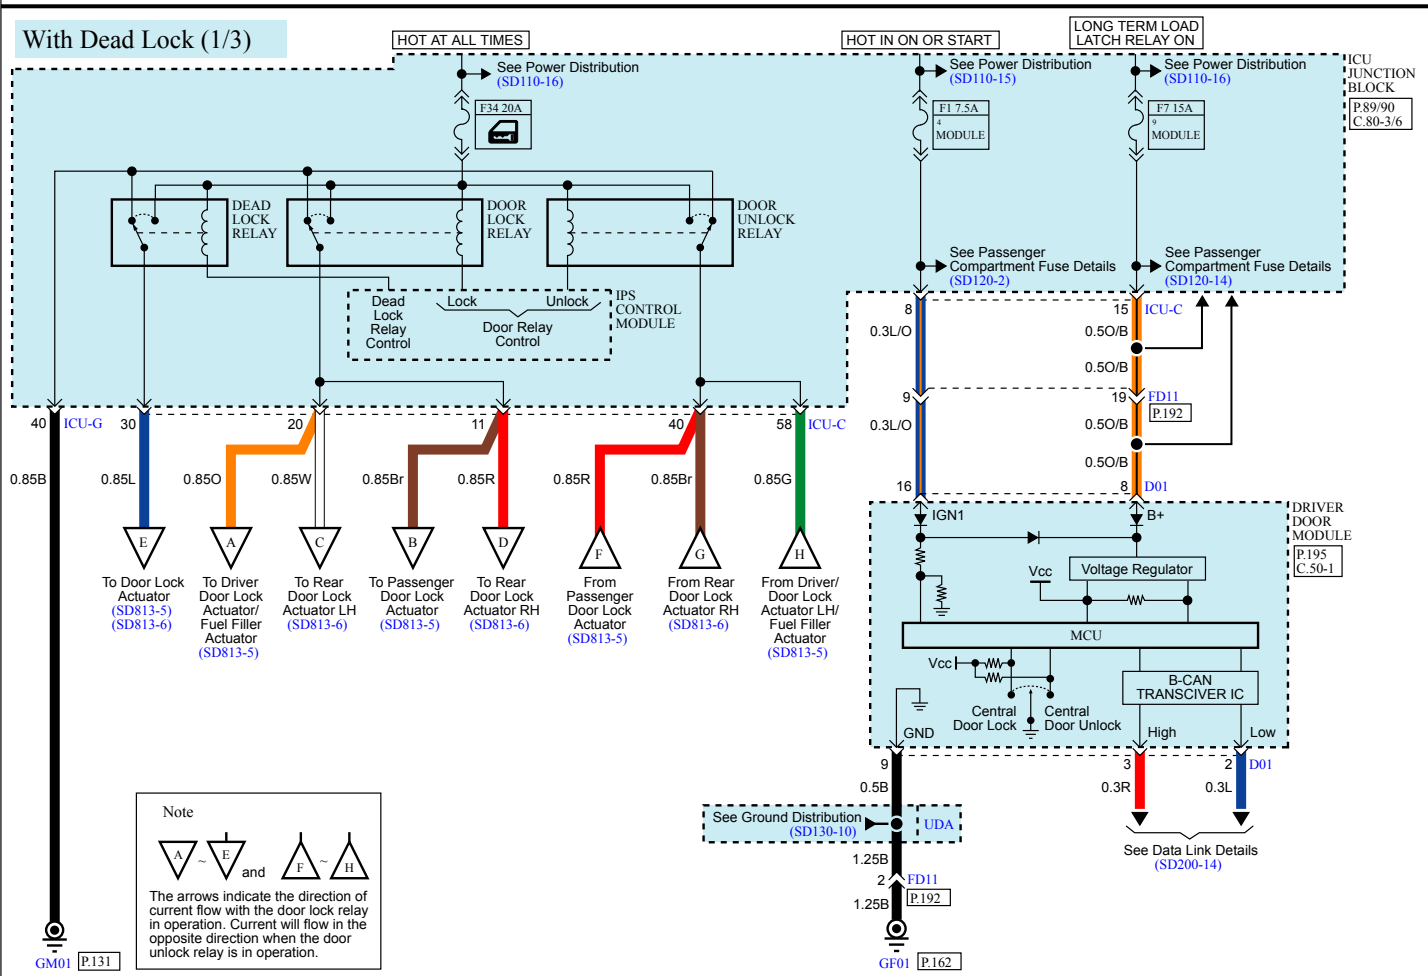 With Dead Lock (1/3)
HOT AT ALL TIMES
HOT IN ON OR START
LONG TERM LOAD
LATCH RELAY ON
ICU
JUNCTION
BLOCK
P.89/90
C.80-3/6
See Power Distribution
(SD110-16)
See Power Distribution
(SD110-15)
See Power Distribution
(SD110-16)
F34 20A
F1 7.5A
4
MODULE
F7 15A
9
MODULE
DEAD
LOCK
RELAY
DOOR
LOCK
RELAY
DOOR
UNLOCK
RELAY
See Passenger
Compartment Fuse Details
(SD120-2)
See Passenger
Compartment Fuse Details
(SD120-14)
Dead
Lock
Relay
Control
Lock
Unlock
Door Relay
Control
IPS
CONTROL
MODULE
8
15
ICU-C
0.3L/O
0.5O/B
0.5O/B
9
19
FD11
P.192
0.3L/O
0.5O/B
0.5O/B
16
8
D01
40
ICU-G
30
20
11
40
58
ICU-C
0.85B
0.85L
0.85O
0.85W
0.85Br
0.85R
0.85R
0.85Br
0.85G
E
A
C
B
D
F
G
H
To Door Lock
Actuator
(SD813-5)
(SD813-6)
To Driver
Door Lock
Actuator/
Fuel Filler
Actuator
(SD813-5)
To Rear
Door Lock
Actuator LH
(SD813-6)
To Passenger
Door Lock
Actuator
(SD813-5)
To Rear
Door Lock
Actuator RH
(SD813-6)
From
Passenger
Door Lock
Actuator
(SD813-5)
From Rear
Door Lock
Actuator RH
(SD813-6)
From Driver/
Door Lock
Actuator LH/
Fuel Filler
Actuator
(SD813-5)
IGN1
B+
DRIVER
DOOR
MODULE
P.195
C.50-1
Vcc
Voltage Regulator
MCU
Vcc
B-CAN
TRANSCIVER IC
Central
Door Lock
Central
Door Unlock
GND
High
Low
9
3
2
D01
0.5B
0.3R
0.3L
See Ground Distribution
(SD130-10)
UDA
See Data Link Details
(SD200-14)
1.25B
2
FD11
P.192
1.25B
GF01
P.162
GM01
P.131
Note
A
~
E
and
F
~
H
The arrows indicate the direction of
current flow with the door lock relay
in operation. Current will flow in the
opposite direction when the door
unlock relay is in operation.